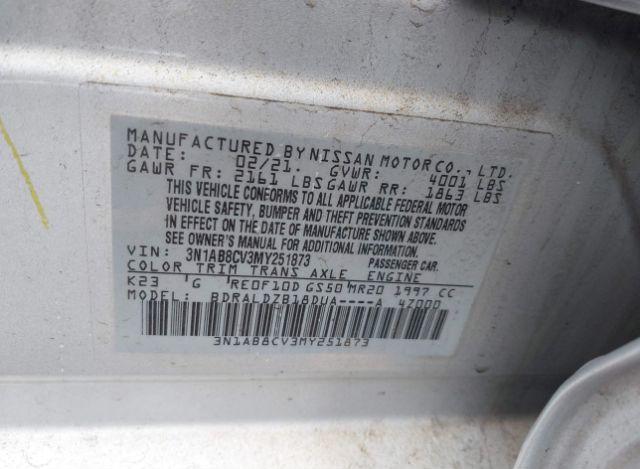 MANUFACTURED BY NISSAN MOTOR CO., LTD.
DATE: 02/21. GVWR: 4001 LBS
GAWR FR: 2161 LBS GAWR RR: 1863 LBS
THIS VEHICLE CONFORMS TO ALL APPLICABLE FEDERAL MOTOR
VEHICLE SAFETY, BUMPER AND THEFT PREVENTION STANDARDS
IN EFFECT ON THE DATE OF MANUFACTURE SHOWN ABOVE.
SEE OWNER'S MANUAL FOR ADDITIONAL INFORMATION.
VIN: 3N1AB8CV3MY251873 PASSENGER CAR.
COLOR TRIM TRANS AXLE ENGINE
K23 G RE0F10D GS50 MR20 1997 CC
MODEL: BDRALDZB18DUA----A 4Z000
3N1AB8CV3MY251873